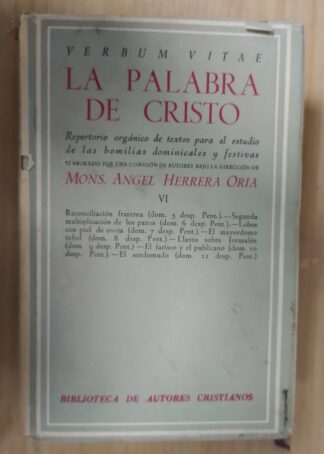 VERBUM VITAE
LA PALABRA
DE CRISTO
Repertorio orgánico de textos para el estudio
de las homilías dominicales y festivas
ELABORADO POR UNA COMISIÓN DE AUTORES BAJO LA DIRECCIÓN DE
MONS. ANGEL HERRERA ORIA
VI
Reconciliación fraterna (dom. 5 desp. Pent.).—Segunda
multiplicación de los panes (dom. 6 desp. Pent.).—Lobos
con piel de oveja (dom. 7 desp. Pent.).—El mayordomo
infiel (dom. 8 desp. Pent.).—Llanto sobre Jerusalén
(dom. 9 desp. Pent.).—El fariseo y el publicano (dom. 10
desp. Pent.).—El sordomudo (dom. 11 desp. Pent.)
BIBLIOTECA DE AUTORES CRISTIANOS